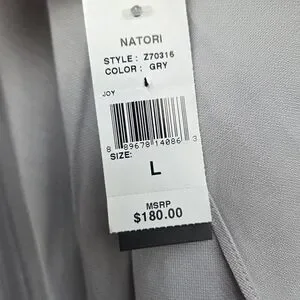 NATORI
STYLE : Z70316
COLOR : GRY
JOY
8 89678 14086 3
SIZE:
L
MSRP
$180.00